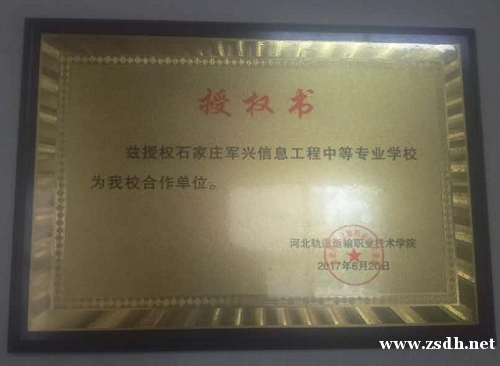 授权书
兹授权石家庄军兴信息工程中等专业学校
为我校合作单位。
河北轨道运输职业技术学院
2017年6月20日
www.zsdh.net